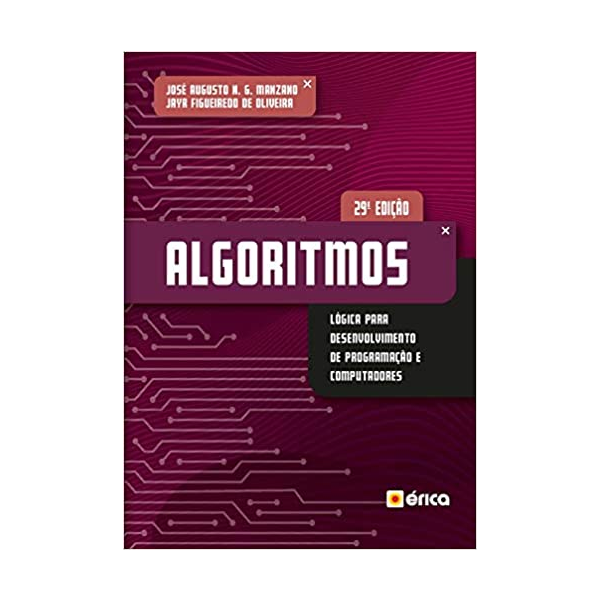 JOSÉ AUGUSTO N. G. MANZANO
JAYR FIGUEIREDO DE OLIVEIRA
29ª EDIÇÃO
ALGORITMOS
LÓGICA PARA
DESENVOLVIMENTO
DE PROGRAMAÇÃO E
COMPUTADORES
érica